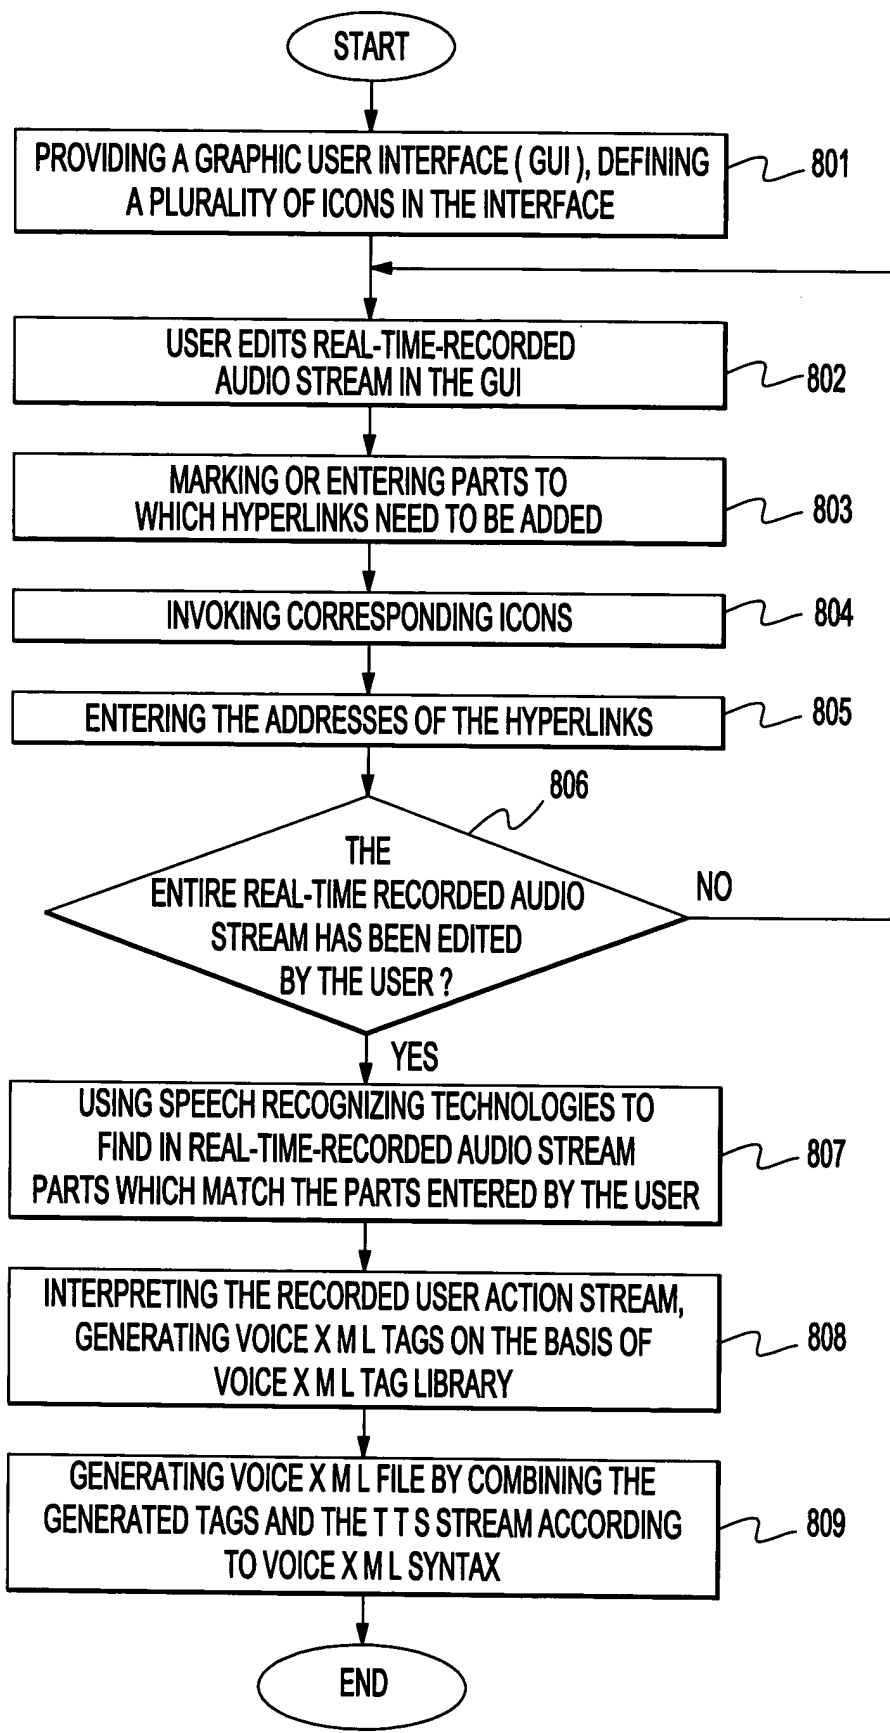 START
PROVIDING A GRAPHIC USER INTERFACE ( GUI ), DEFINING
A PLURALITY OF ICONS IN THE INTERFACE
801
USER EDITS REAL-TIME-RECORDED
AUDIO STREAM IN THE GUI
802
MARKING OR ENTERING PARTS TO
WHICH HYPERLINKS NEED TO BE ADDED
803
INVOKING CORRESPONDING ICONS
804
ENTERING THE ADDRESSES OF THE HYPERLINKS
805
806
THE
ENTIRE REAL-TIME RECORDED AUDIO
STREAM HAS BEEN EDITED
BY THE USER ?
NO
YES
USING SPEECH RECOGNIZING TECHNOLOGIES TO
FIND IN REAL-TIME-RECORDED AUDIO STREAM
PARTS WHICH MATCH THE PARTS ENTERED BY THE USER
807
INTERPRETING THE RECORDED USER ACTION STREAM,
GENERATING VOICE X M L TAGS ON THE BASIS OF
VOICE X M L TAG LIBRARY
808
GENERATING VOICE X M L FILE BY COMBINING THE
GENERATED TAGS AND THE T T S STREAM ACCORDING
TO VOICE X M L SYNTAX
809
END